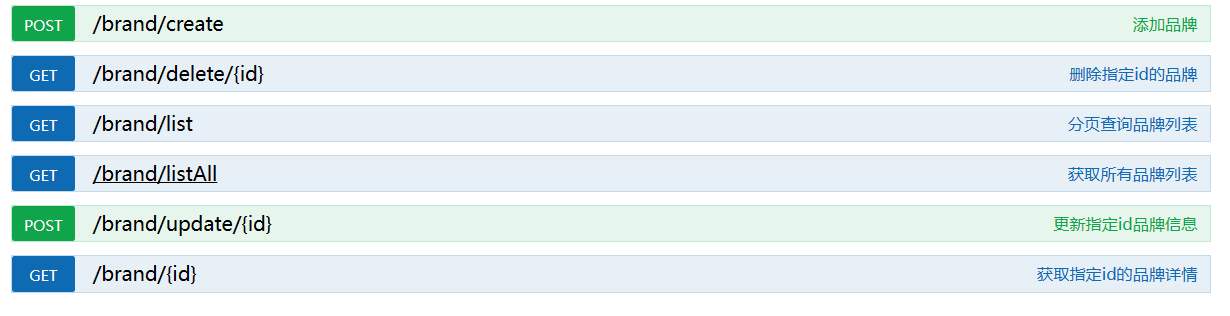 POST /brand/create 添加品牌
GET /brand/delete/{id} 删除指定id的品牌
GET /brand/list 分页查询品牌列表
GET /brand/listAll 获取所有品牌列表
POST /brand/update/{id} 更新指定id品牌信息
GET /brand/{id} 获取指定id的品牌详情